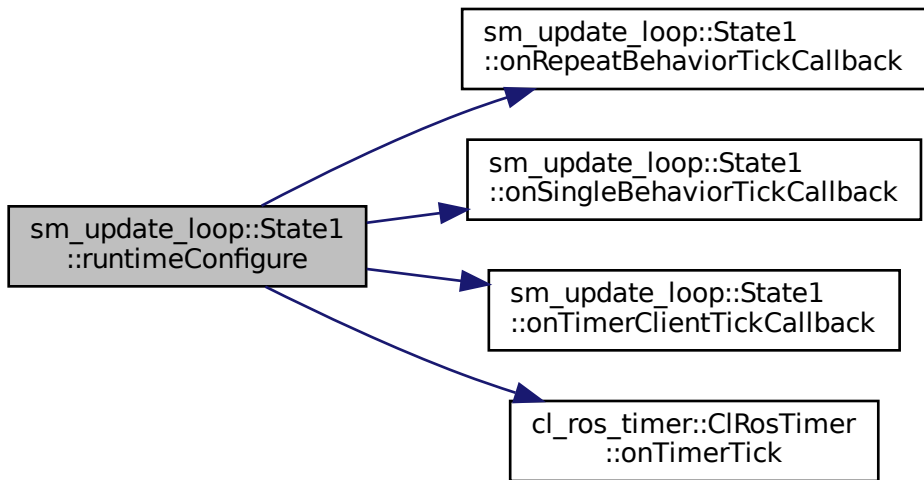 sm_update_loop::State1
::runtimeConfigure
sm_update_loop::State1
::onRepeatBehaviorTickCallback
sm_update_loop::State1
::onSingleBehaviorTickCallback
sm_update_loop::State1
::onTimerClientTickCallback
cl_ros_timer::ClRosTimer
::onTimerTick